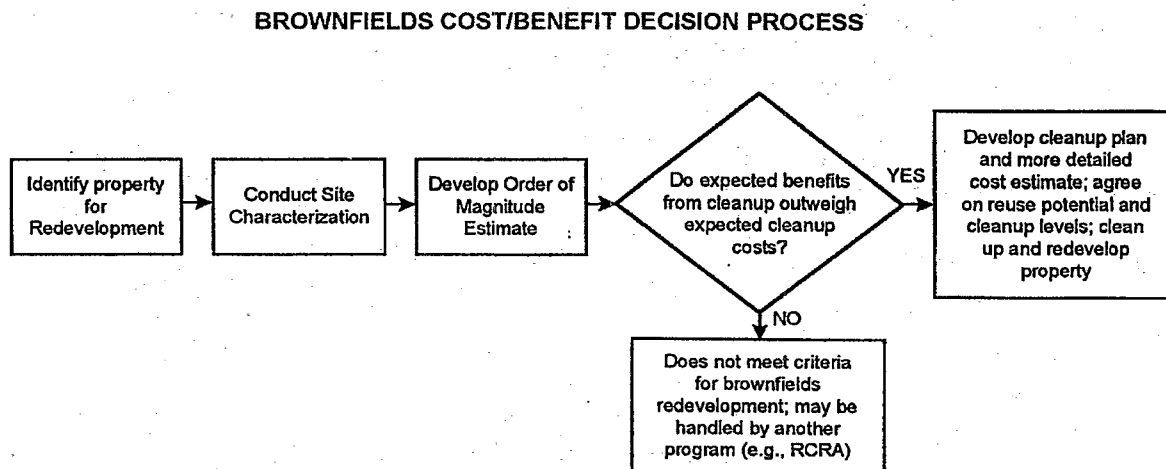 BROWNFIELDS COST/BENEFIT DECISION PROCESS
Identify property
for
Redevelopment
Conduct Site
Characterization
Develop Order of
Magnitude
Estimate
Do expected benefits
from cleanup outweigh
expected cleanup
costs?
YES
Develop cleanup plan
and more detailed
cost estimate; agree
on reuse potential and
cleanup levels; clean
up and redevelop
property
NO
Does not meet criteria
for brownfields
redevelopment; may be
handled by another
program (e.g., RCRA)